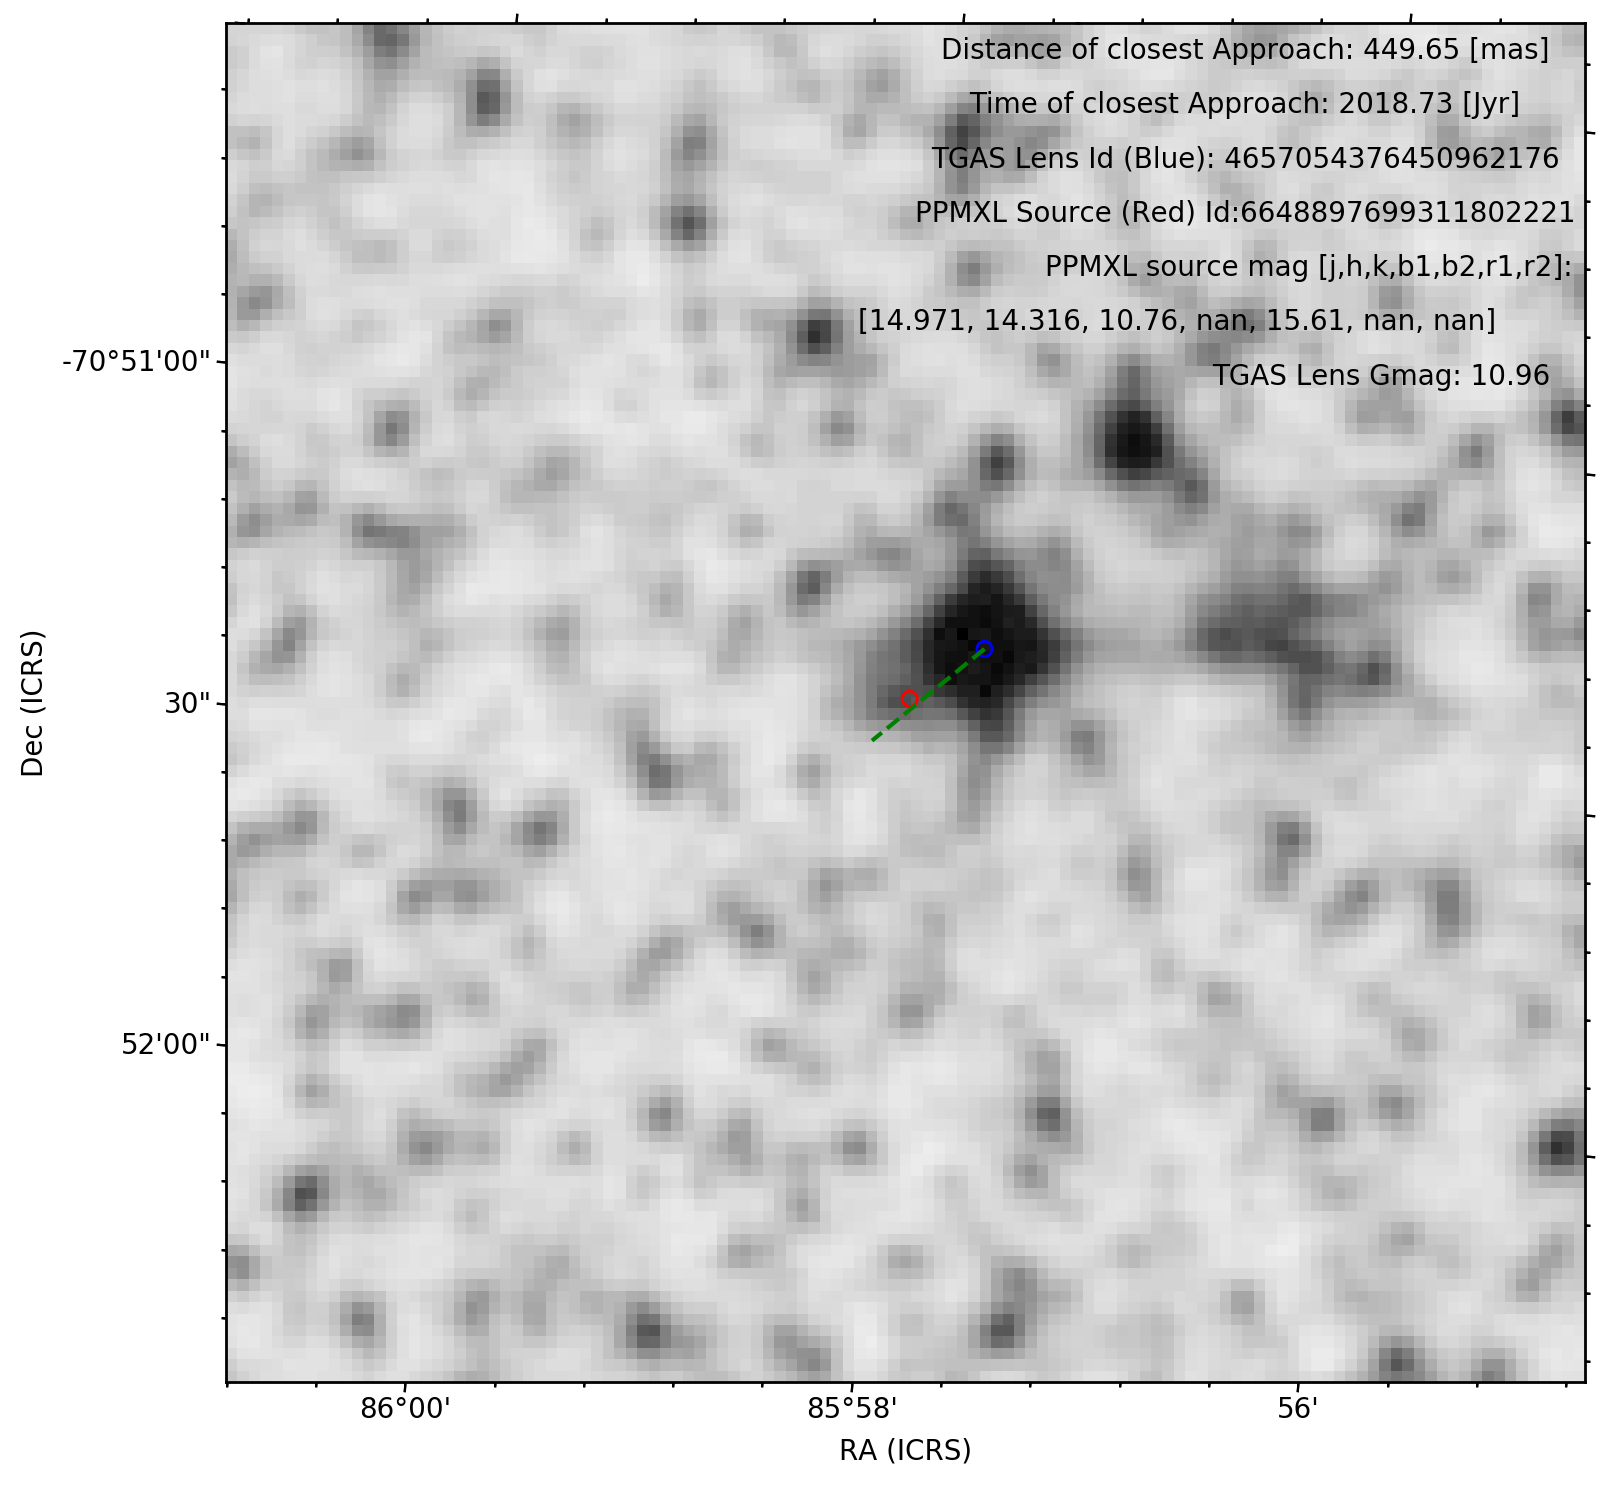 Distance of closest Approach: 449.65 [mas]
Time of closest Approach: 2018.73 [Jyr]
TGAS Lens Id (Blue): 4657054376450962176
PPMXL Source (Red) Id:6648897699311802221
PPMXL source mag [j,h,k,b1,b2,r1,r2]:
[14.971, 14.316, 10.76, nan, 15.61, nan, nan]
TGAS Lens Gmag: 10.96
-70°51'00"
30"
52'00"
Dec (ICRS)
86°00'
85°58'
56'
RA (ICRS)